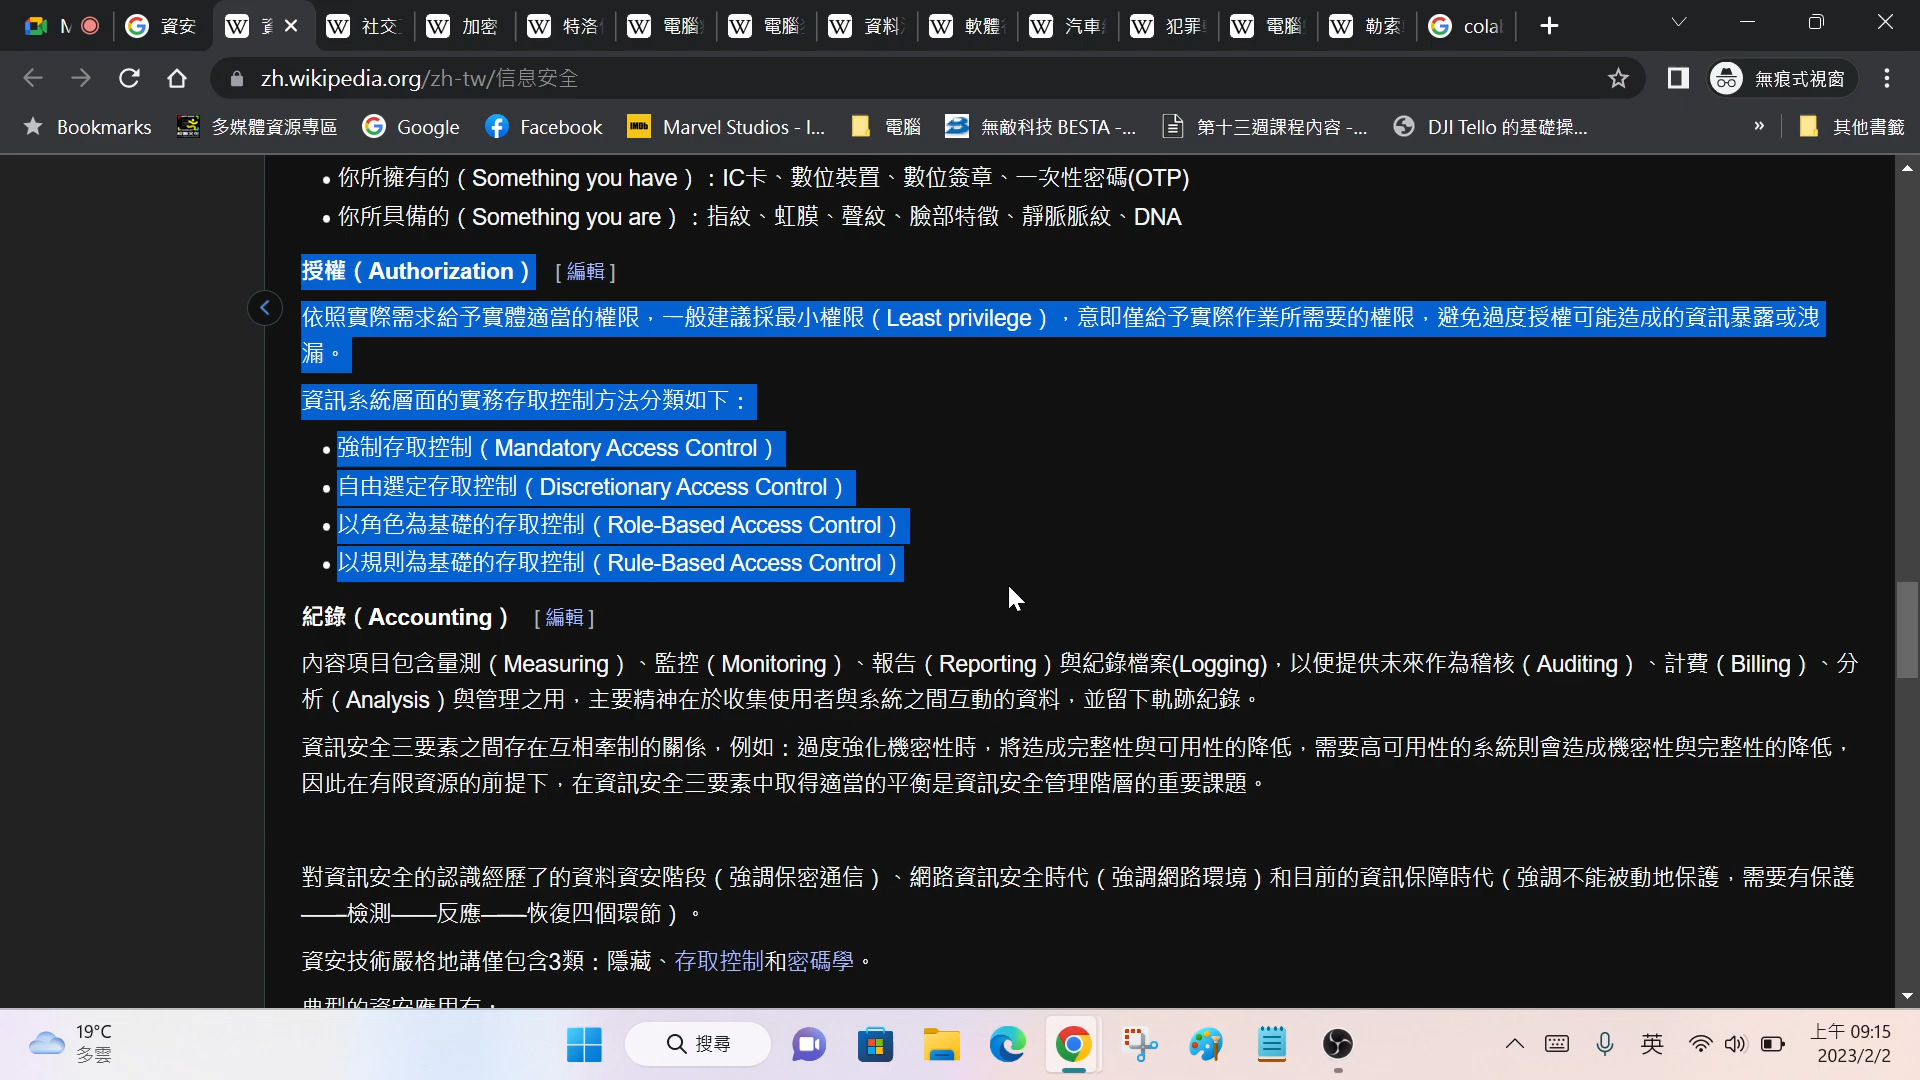 資安
社交
加密
特洛
電腦
電腦
資料
軟體
汽車
犯罪
電腦
勒索
colab
zh.wikipedia.org/zh-tw/信息安全
無痕式視窗
Bookmarks
多媒體資源專區
Google
Facebook
Marvel Studios - I...
電腦
無敵科技 BESTA -...
第十三週課程內容 -...
DJI Tello 的基礎操...
»
其他書籤
• 你所擁有的（Something you have）：IC卡、數位裝置、數位簽章、一次性密碼(OTP)
• 你所具備的（Something you are）：指紋、虹膜、聲紋、臉部特徵、靜脈脈紋、DNA
授權（Authorization） [編輯]
依照實際需求給予實體適當的權限，一般建議採最小權限（Least privilege），意即僅給予實際作業所需要的權限，避免過度授權可能造成的資訊暴露或洩
漏。
資訊系統層面的實務存取控制方法分類如下：
• 強制存取控制（Mandatory Access Control）
• 自由選定存取控制（Discretionary Access Control）
• 以角色為基礎的存取控制（Role-Based Access Control）
• 以規則為基礎的存取控制（Rule-Based Access Control）
紀錄（Accounting） [編輯]
內容項目包含量測（Measuring）、監控（Monitoring）、報告（Reporting）與紀錄檔案(Logging)，以便提供未來作為稽核（Auditing）、計費（Billing）、分
析（Analysis）與管理之用，主要精神在於收集使用者與系統之間互動的資料，並留下軌跡紀錄。
資訊安全三要素之間存在互相牽制的關係，例如：過度強化機密性時，將造成完整性與可用性的降低，需要高可用性的系統則會造成機密性與完整性的降低，
因此在有限資源的前提下，在資訊安全三要素中取得適當的平衡是資訊安全管理階層的重要課題。
對資訊安全的認識經歷了的資料資安階段（強調保密通信）、網路資訊安全時代（強調網路環境）和目前的資訊保障時代（強調不能被動地保護，需要有保護
——檢測——反應——恢復四個環節）。
資安技術嚴格地講僅包含3類：隱藏、存取控制和密碼學。
典型的資安應用有：
19°C
多雲
搜尋
英
上午 09:15
2023/2/2